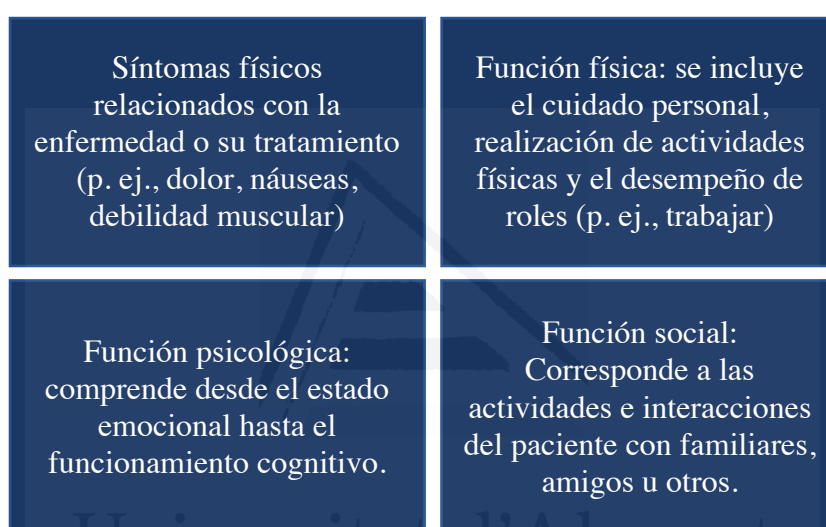 Síntomas físicos
relacionados con la
enfermedad o su tratamiento
(p. ej., dolor, náuseas,
debilidad muscular)
Función física: se incluye
el cuidado personal,
realización de actividades
físicas y el desempeño de
roles (p. ej., trabajar)
Función psicológica:
comprende desde el estado
emocional hasta el
funcionamiento cognitivo.
Función social:
Corresponde a las
actividades e interacciones
del paciente con familiares,
amigos u otros.